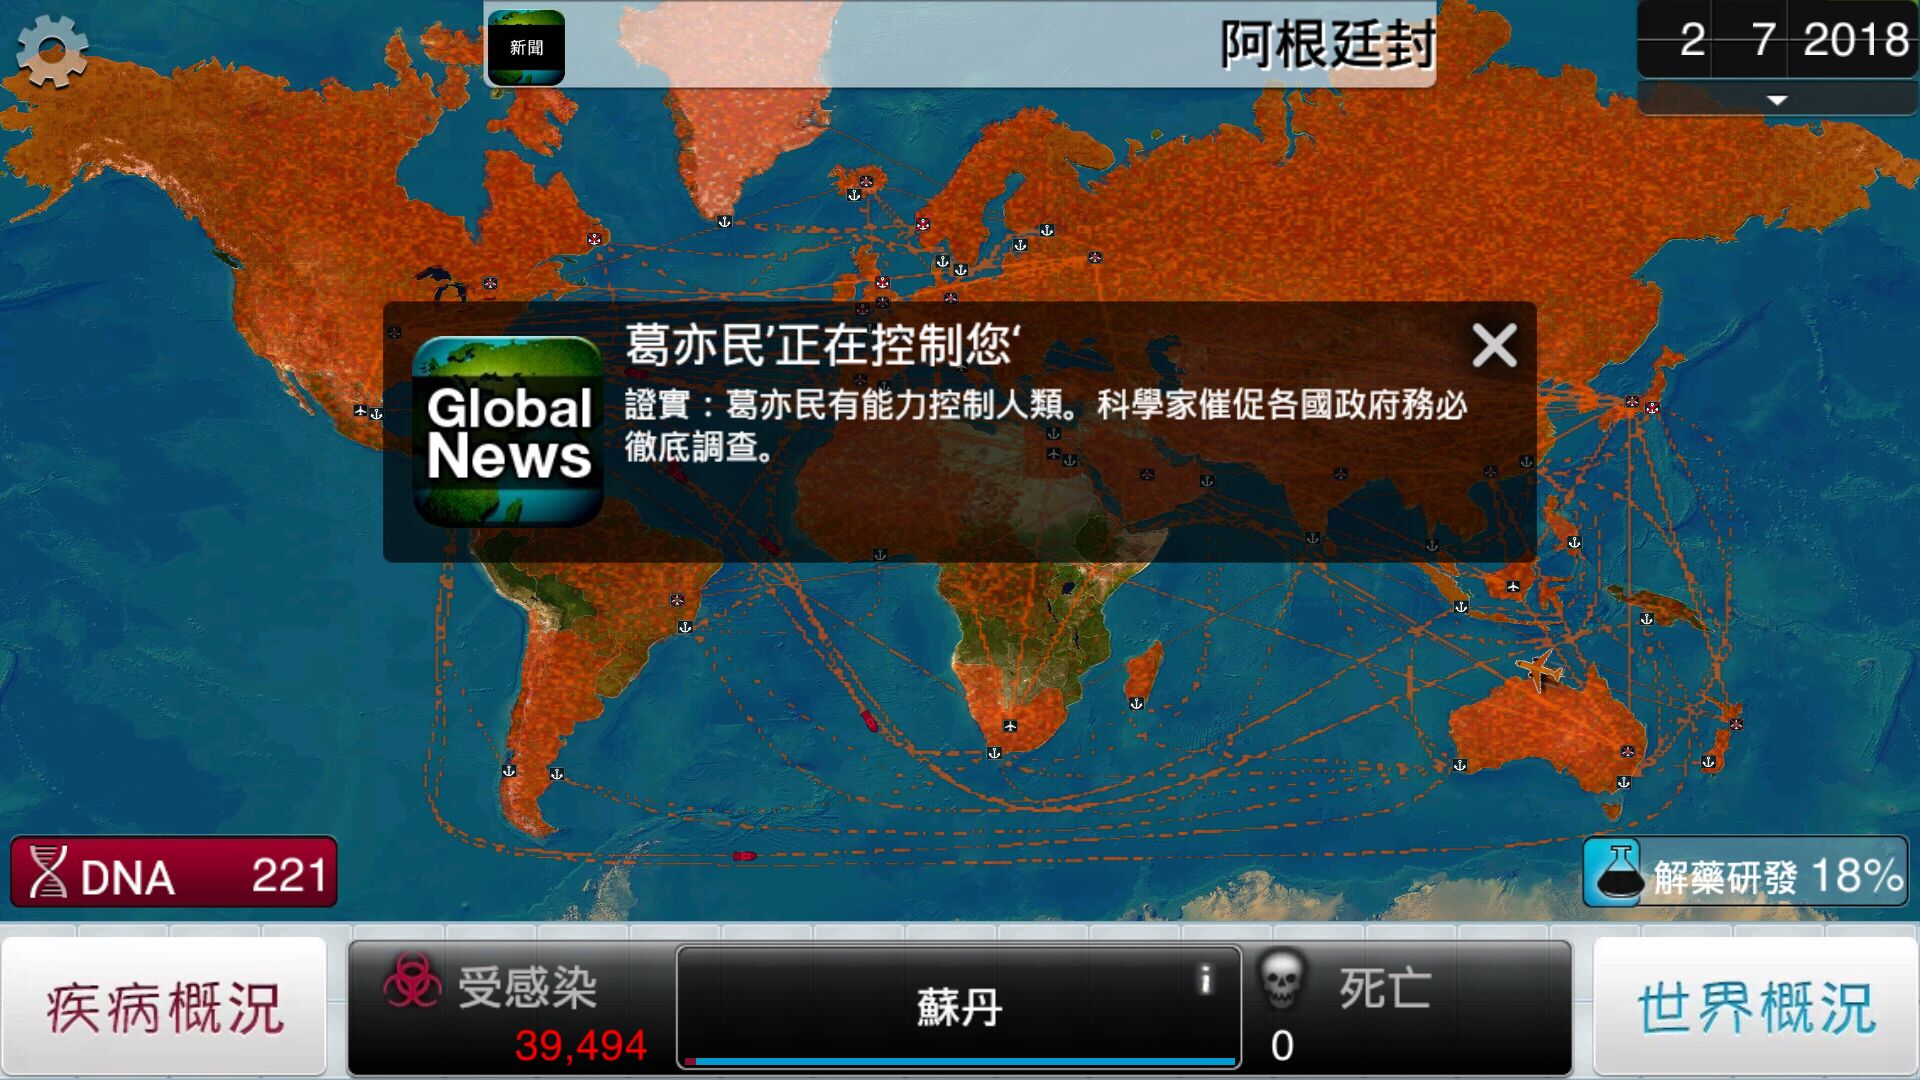 新聞
阿根廷封
2 7 2018
Global
News
葛亦民'正在控制您‘
證實：葛亦民有能力控制人類。科學家催促各國政府務必
徹底調查。
DNA 221
解藥研發 18%
疾病概況
受感染
39,494
蘇丹
i
死亡
0
世界概況